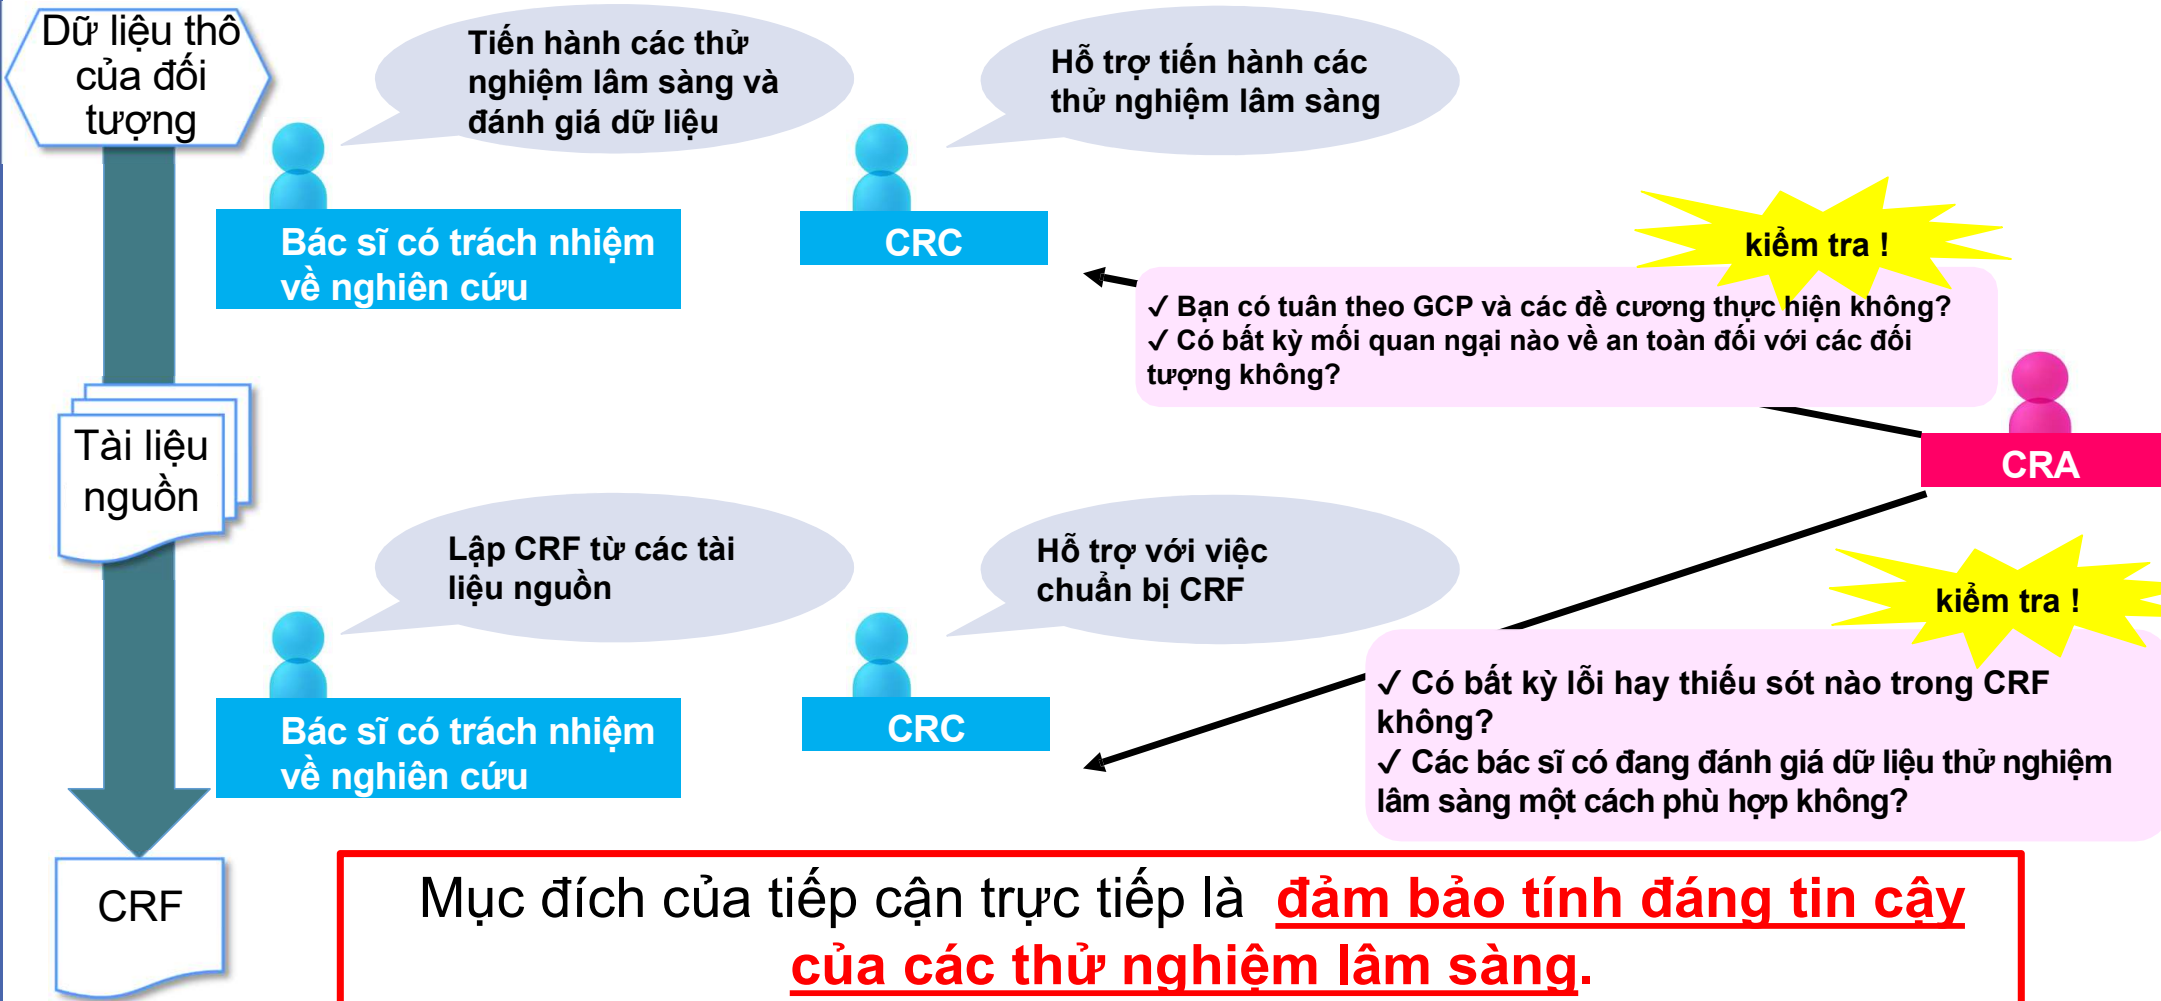 Dữ liệu thô
của đối
tượng
Tiến hành các thử
nghiệm lâm sàng và
đánh giá dữ liệu
Hỗ trợ tiến hành các
thử nghiệm lâm sàng
Bác sĩ có trách nhiệm
về nghiên cứu
CRC
kiểm tra !
✓ Bạn có tuân theo GCP và các đề cương thực hiện không?
✓ Có bất kỳ mối quan ngại nào về an toàn đối với các đối
tượng không?
CRA
Tài liệu
nguồn
Lập CRF từ các tài
liệu nguồn
Hỗ trợ với việc
chuẩn bị CRF
kiểm tra !
Bác sĩ có trách nhiệm
về nghiên cứu
CRC
✓ Có bất kỳ lỗi hay thiếu sót nào trong CRF
không?
✓ Các bác sĩ có đang đánh giá dữ liệu thử nghiệm
lâm sàng một cách phù hợp không?
CRF
Mục đích của tiếp cận trực tiếp là đảm bảo tính đáng tin cậy
của các thử nghiệm lâm sàng.